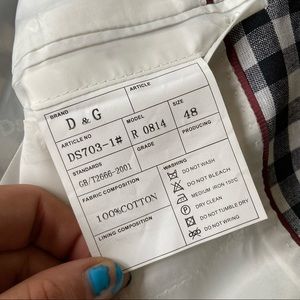 BRAND
ARTICLE
D & G
ARTICLE NO
MODEL
SIZE
DS703-1#
R 0814
48
STANDARDS
GRADE
PRODUCING
GB/T2666-2001
FABRIC COMPOSITION
WASHING
DO NOT WASH
100%COTTON
DO NOT BLEACH
MEDIUM IRON 150°C
LINING COMPOSITION
DRY CLEAN
DO NOT TUMBLE DRY
DO NOT WRING